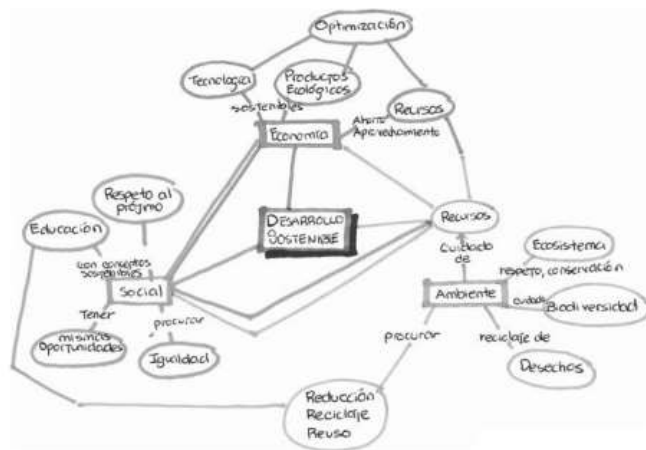 Optimización
Tecnología
Productos
Ecológicos
sostenibles
Recursos
Ahorro
Aprovechamiento
Economía
Respeto al
prójimo
Educación
DESARROLLO
SOSTENIBLE
Recursos
con conceptos
sostenibles
Cuidado
de
Ecosistema
respeto, conservación
Social
Ambiente
cuidado
Biodiversidad
Tener
mismas
Oportunidades
procurar
Igualdad
procurar
reciclaje de
Desechos
Reducción
Reciclaje
Reuso